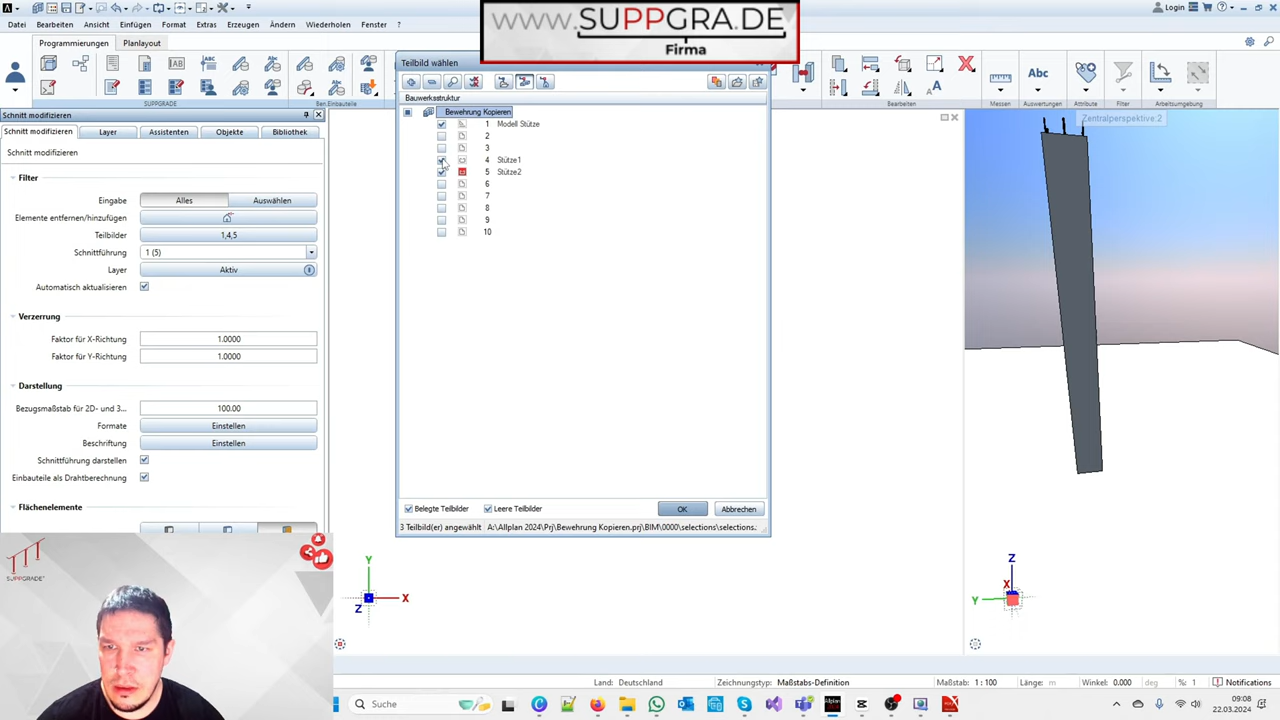 WWW.SUPPGRA.DE
Firma
Login
Datei Bearbeiten Ansicht Einfügen Format Extras Erzeugen Ändern Wiederholen Fenster
Programmierungen Planlayout
SUPPGRADE Ben.Einbauteile
Bearbeiten Messen Auswertungen Attribute Filter Arbeitsumgebung
Abc
Zentralperspektive:2
Schnitt modifizieren
Schnitt modifizieren Layer Assistenten Objekte Bibliothek
Schnitt modifizieren
Filter
Eingabe Alles Auswählen
Elemente entfernen/hinzufügen
Teilbilder 1,4,5
Schnittführung 1 (5)
Layer Aktiv
Automatisch aktualisieren
Verzerrung
Faktor für X-Richtung 1.0000
Faktor für Y-Richtung 1.0000
Darstellung
Bezugsmaßstab für 2D- und 3... 100.00
Formate Einstellen
Beschriftung Einstellen
Schnittführung darstellen
Einbauteile als Drahtberechnung
Flächenelemente
Teilbild wählen
Bauwerksstruktur
Bewehrung Kopieren
1 Modell Stütze
2
3
4 Stütze1
5 Stütze2
6
7
8
9
10
Belegte Teilbilder Leere Teilbilder OK Abbrechen
3 Teilbild(er) angewählt A:\Allplan 2024\Prj\Bewehrung Kopieren.prj\BIM\0000\selections\selections.
Y
X
Z
Z
X
Y
SUPPGRADE
Land: Deutschland Zeichnungstyp: Maßstabs-Definition Maßstab: 1 : 100 Länge: m Winkel: 0.000 deg %: 1 Notifications
Suche
09:08
22.03.2024